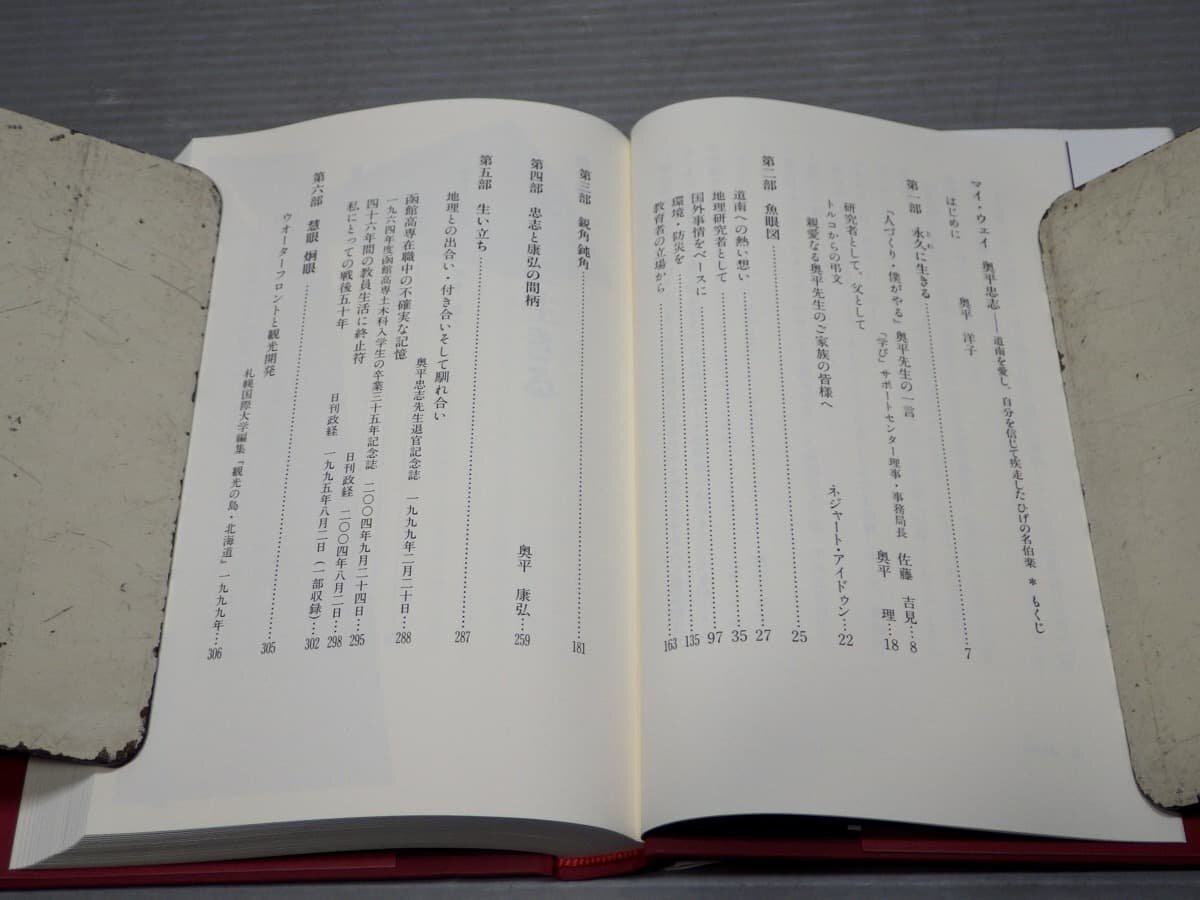 マイ・ウェイ 奥平忠志――道南を愛し、自分を信じて疾走したひげの名伯楽 * もくじ
はじめに 奥平 洋子
第一部 永久に生きる……7
とわ
『人づくり・僕がやる』奥平先生の一言
「学び」サポートセンター理事・事務局長 佐藤 吉見……8
研究者として、父として 奥平 理……18
トルコからの弔文
親愛なる奥平先生のご家族の皆様へ ネジャート・アイドゥン……22
第二部 魚眼図……25
道南への熱い想い……27
地理研究者として……35
国外事情をベースに……97
環境・防災を……135
教育者の立場から……163
第三部 鋭角 鈍角……181
第四部 忠志と康弘の間柄 奥平 康弘……259
第五部 生い立ち……287
地理との出合い・付き合いそして馴れ合い
奥平忠志先生退官記念誌 一九九九年二月二十日……288
函館高専在職中の不確実な記憶
一九六四年度函館高専土木科入学生の卒業三十五年記念誌 二〇〇四年九月二十四日……295
四十六年間の教員生活に終止符 日刊政経 二〇〇四年八月二日……298
私にとっての戦後五十年 日刊政経 一九九五年八月二日（一部収録）……302
第六部 慧眼 炯眼……305
ウオーターフロントと観光開発
札幌国際大学編集『観光の島・北海道』一九九九年……306